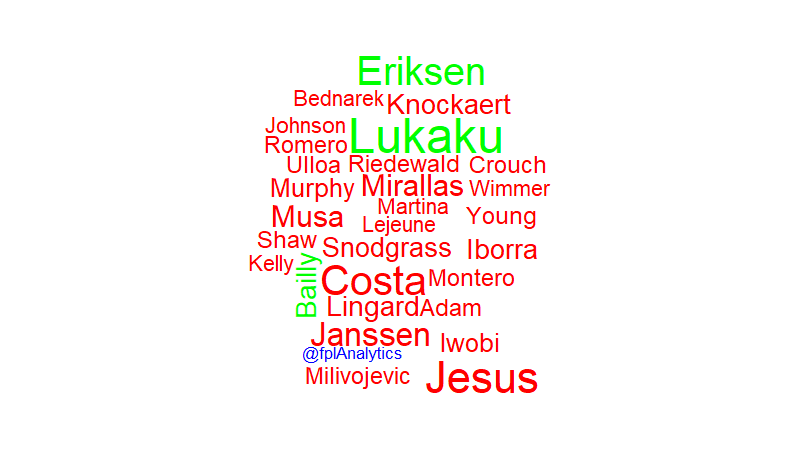 Eriksen
Bednarek Knockaert
Johnson Lukaku
Romero
Ulloa Riedewald Crouch
Murphy Mirallas Wimmer
Musa Martina Young
Lejeune
Shaw Snodgrass Iborra
Kelly Bailly Costa Montero
Lingard Adam
Janssen Iwobi
@fplAnalytics
Milivojevic Jesus